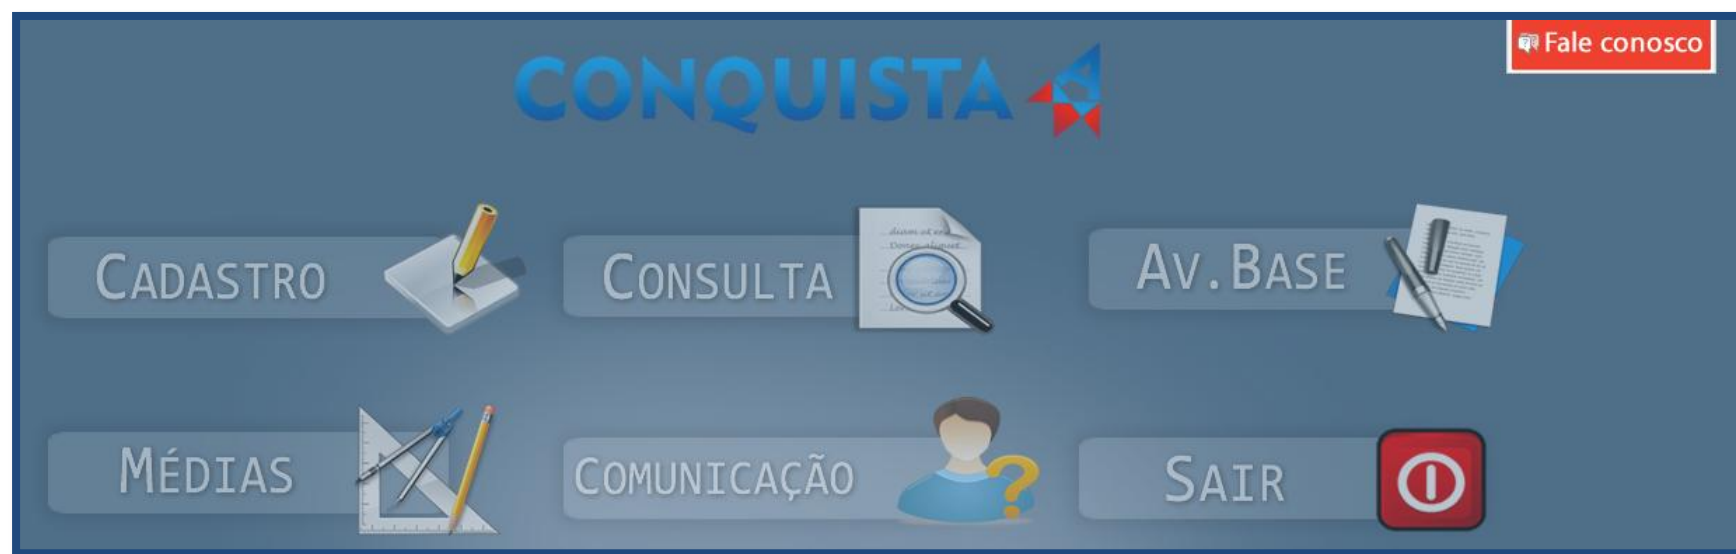 Fale conosco
CONQUISTA
CADASTRO
CONSULTA
AV.BASE
MÉDIAS
COMUNICAÇÃO
SAIR